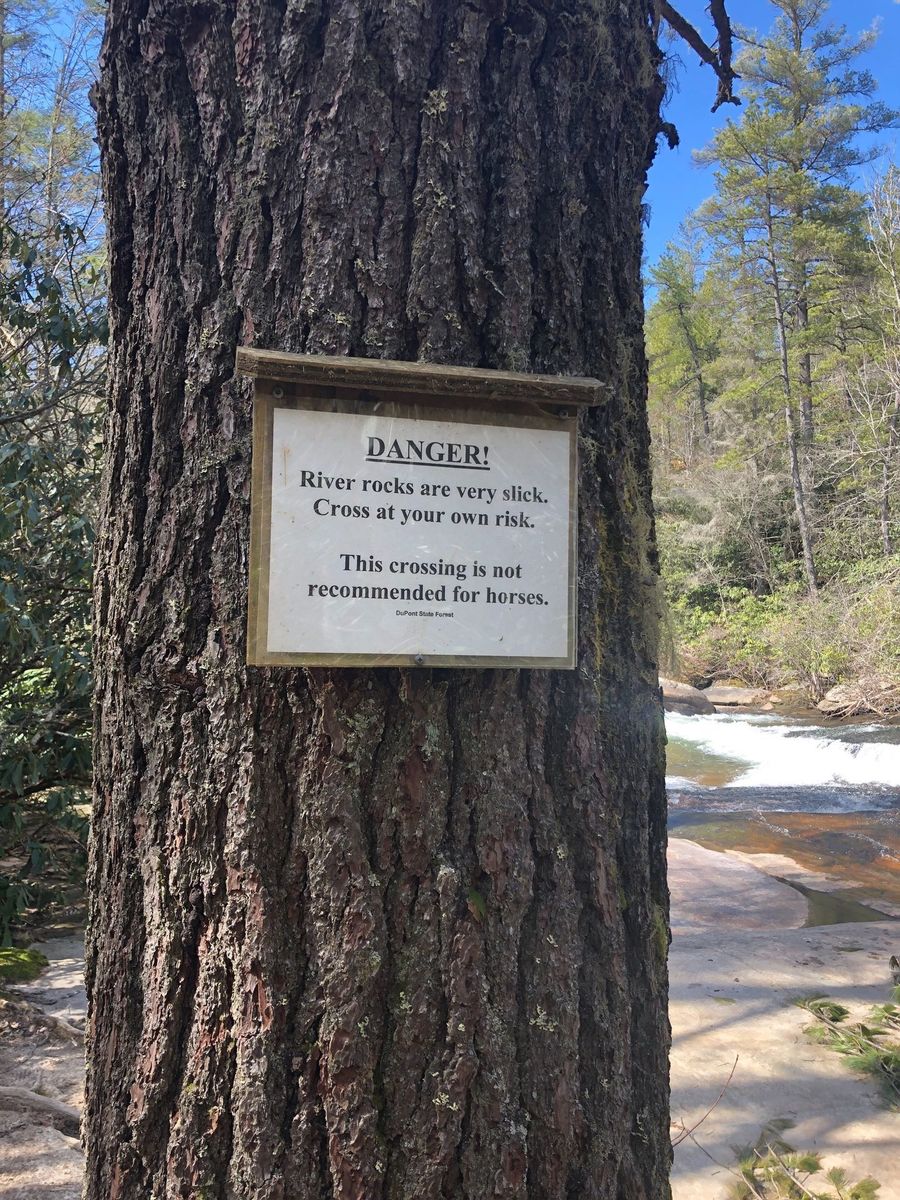 DANGER!
River rocks are very slick.
Cross at your own risk.
This crossing is not
recommended for horses.
DuPont State Forest